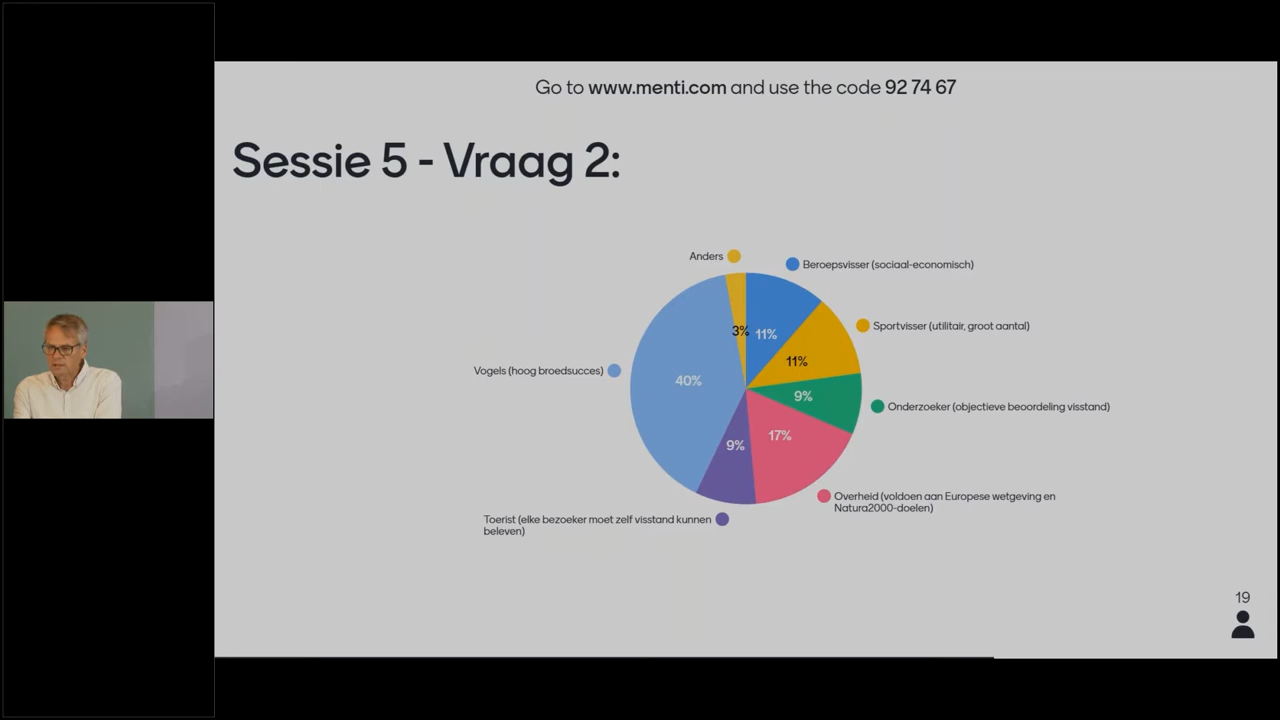 Go to www.menti.com and use the code 92 74 67
Sessie 5 - Vraag 2:
Anders
Beroepsvisser (sociaal-economisch)
Sportvisser (utilitair, groot aantal)
3%
11%
11%
Vogels (hoog broedsucces)
40%
9%
Onderzoeker (objectieve beoordeling visstand)
17%
9%
Overheid (voldoen aan Europese wetgeving en
Natura2000-doelen)
Toerist (elke bezoeker moet zelf visstand kunnen
beleven)
19